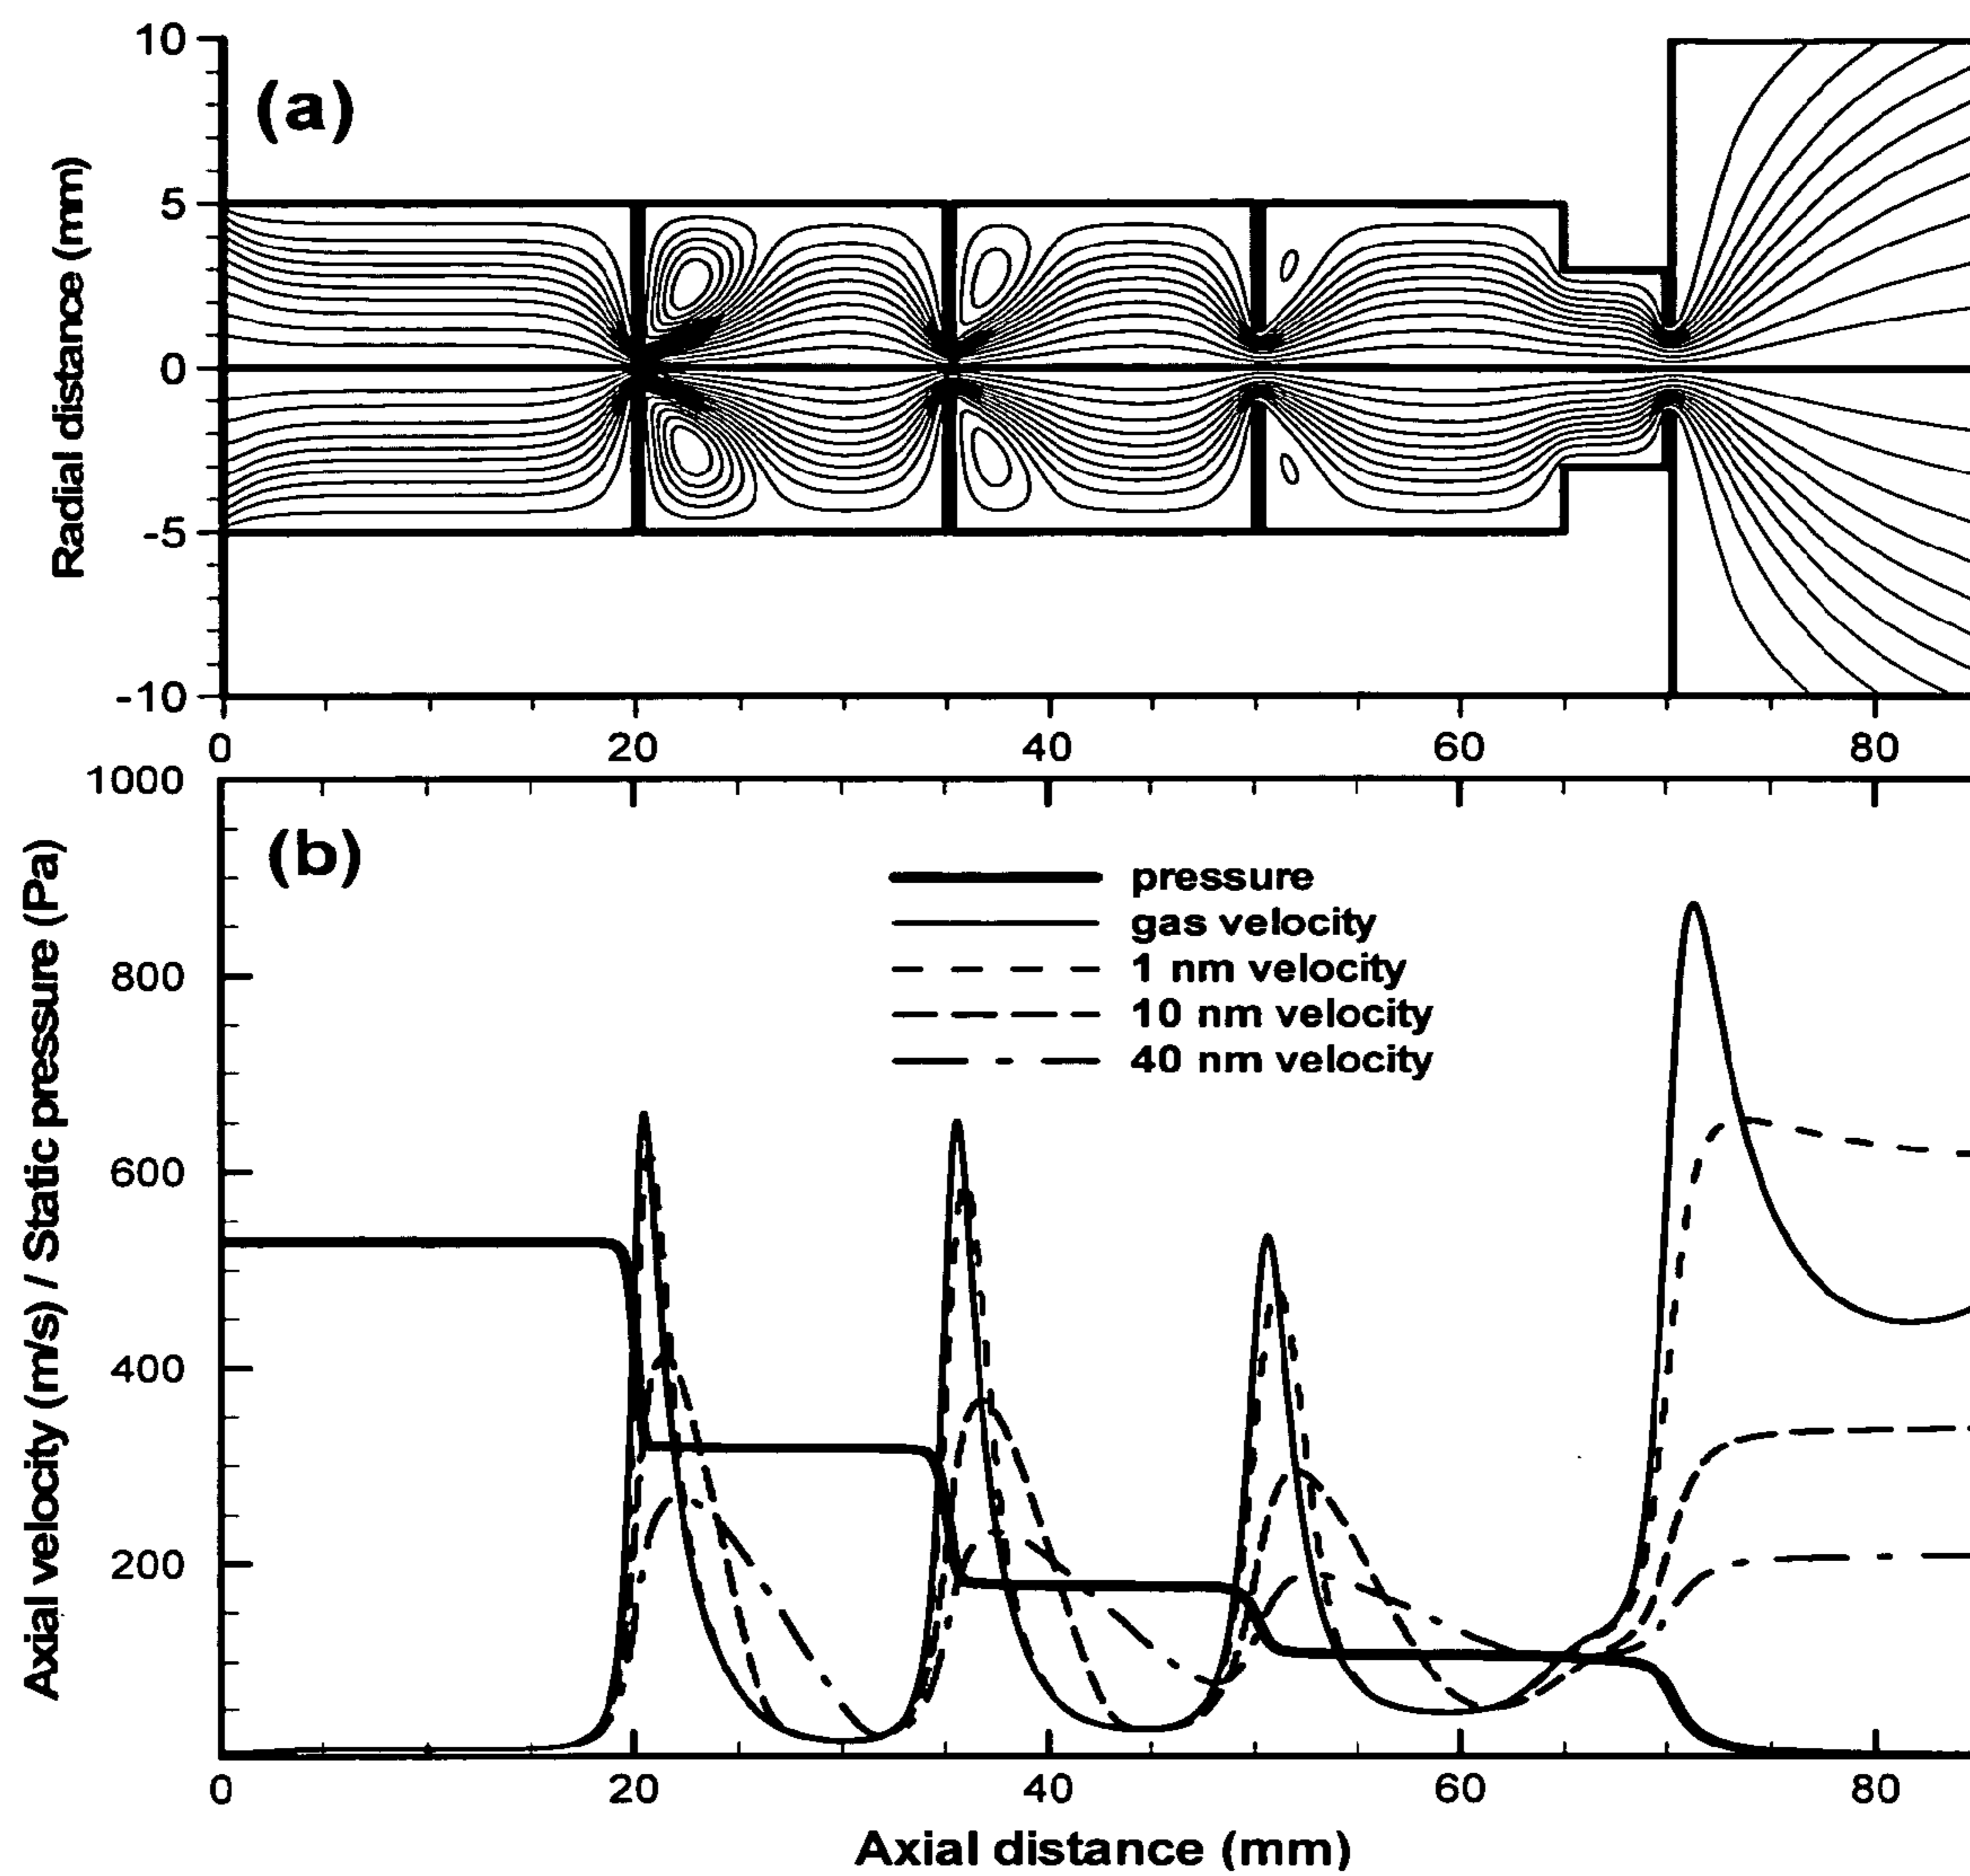 (a)
Radial distance (mm)
10
5
0
-5
-10
0 20 40 60 80
(b)
Axial velocity (m/s) / Static pressure (Pa)
1000
800
600
400
200
pressure
gas velocity
1 nm velocity
10 nm velocity
40 nm velocity
0 20 40 60 80
Axial distance (mm)